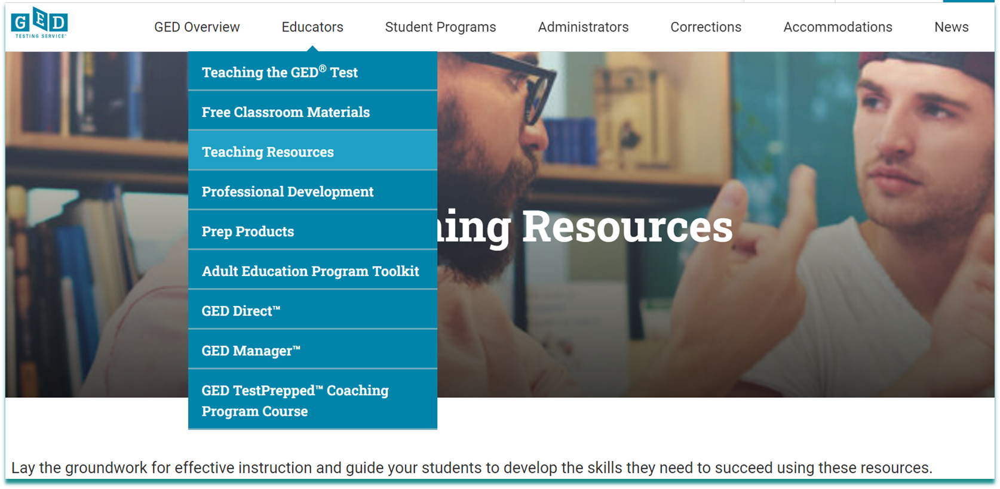 GED
TESTING SERVICE®
GED Overview
Educators
Student Programs
Administrators
Corrections
Accommodations
News
Teaching the GED® Test
Free Classroom Materials
Teaching Resources
Professional Development
Prep Products
Adult Education Program Toolkit
GED Direct™
GED Manager™
GED TestPrepped™ Coaching
Program Course
hing Resources
Lay the groundwork for effective instruction and guide your students to develop the skills they need to succeed using these resources.